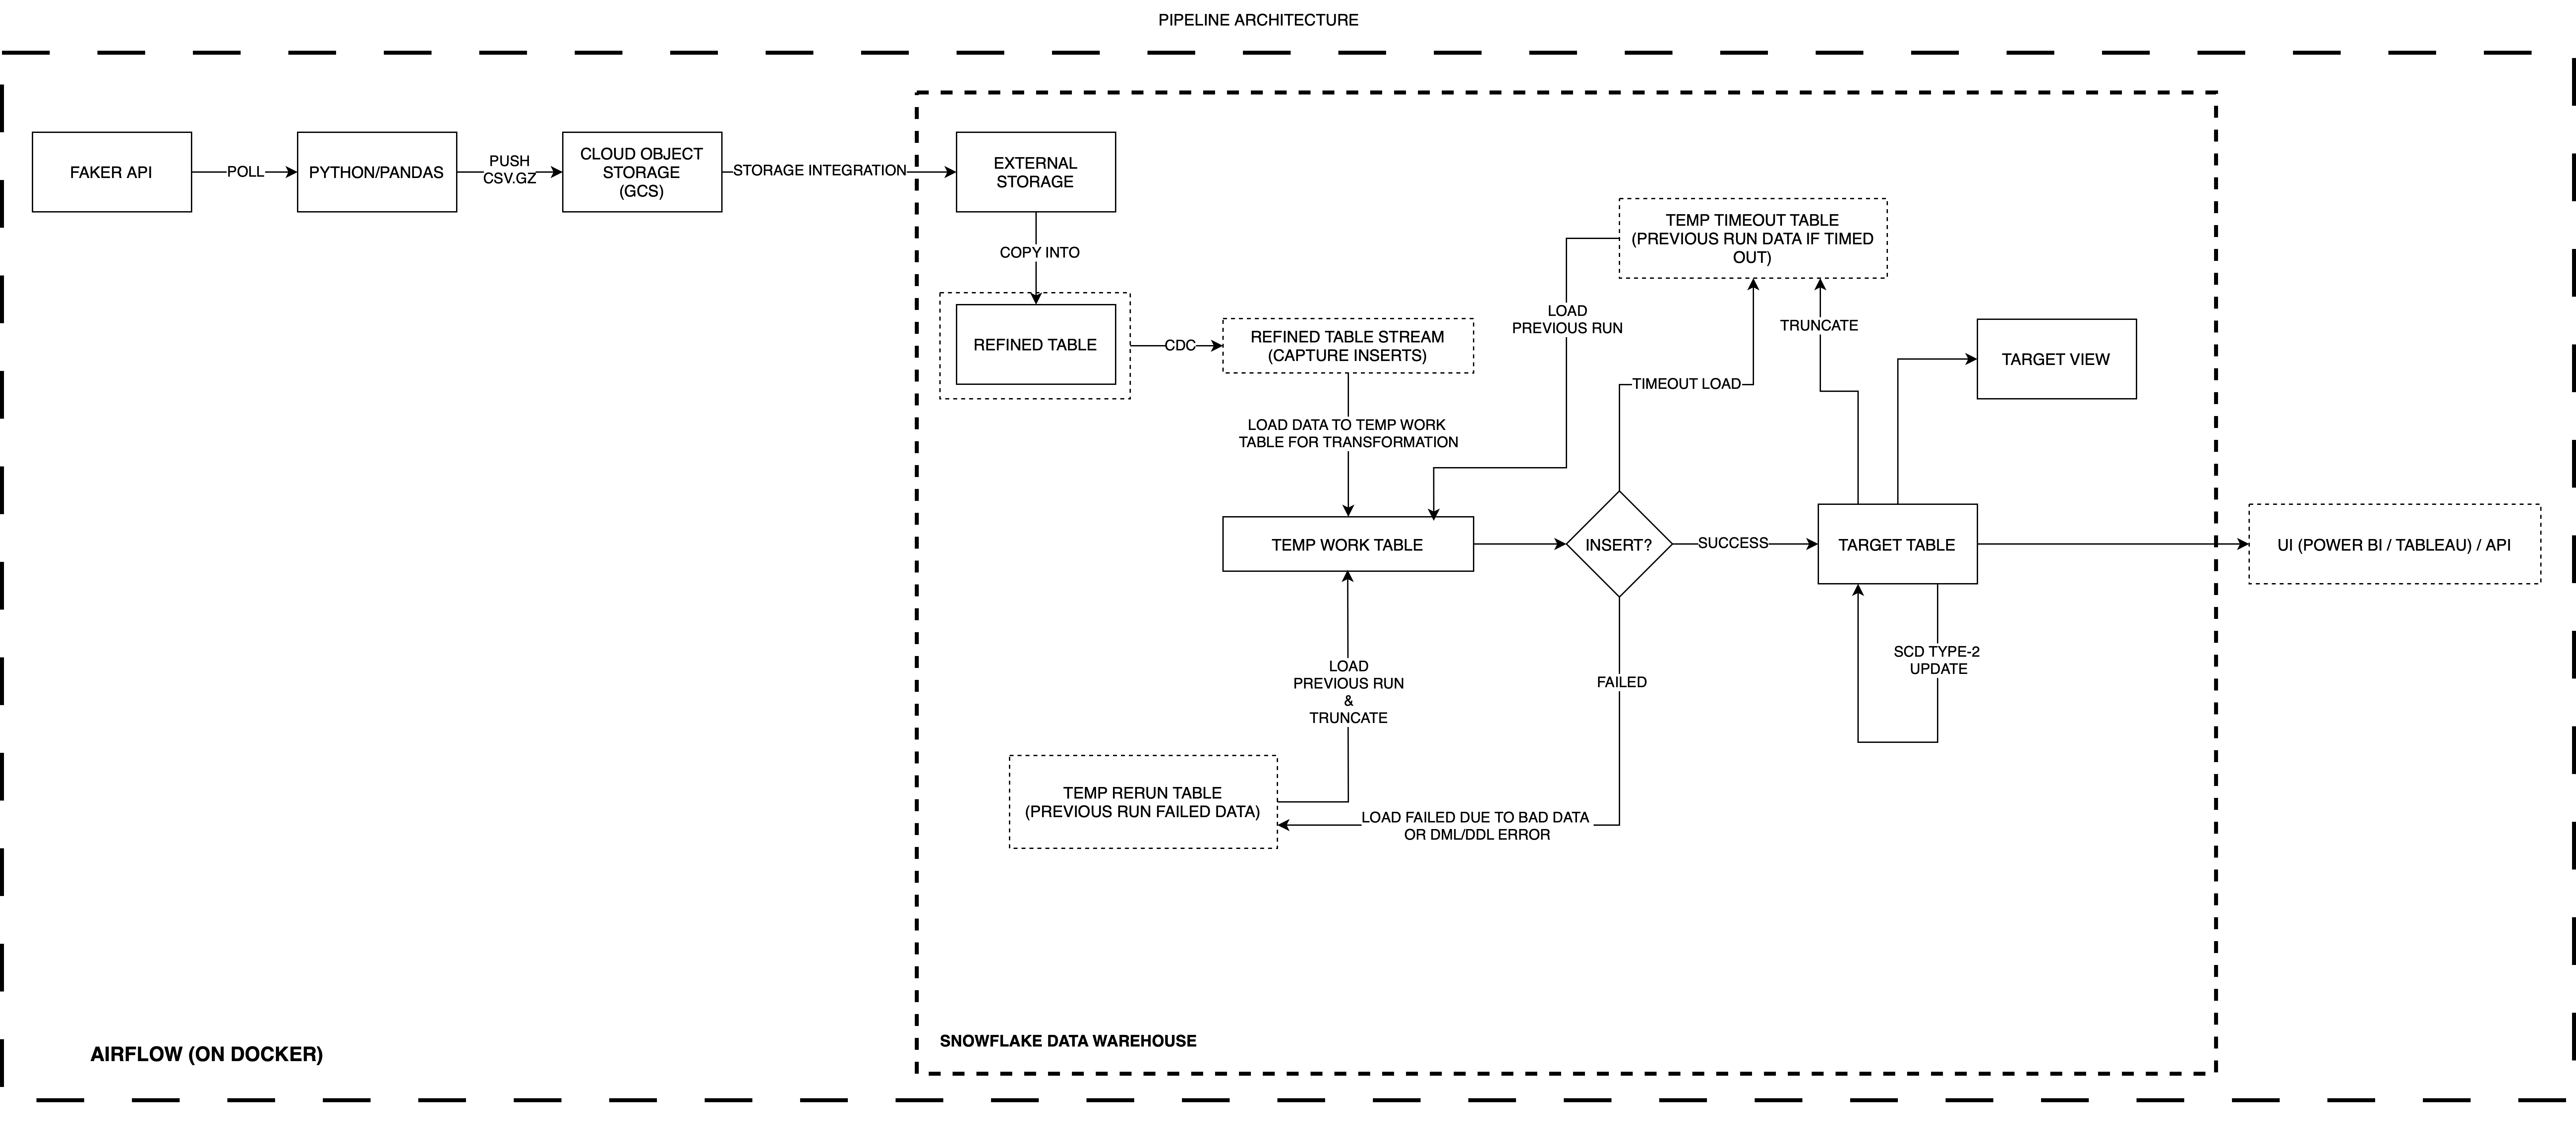 PIPELINE ARCHITECTURE
FAKER API
POLL
PYTHON/PANDAS
PUSH
CSV.GZ
CLOUD OBJECT
STORAGE
(GCS)
STORAGE INTEGRATION
EXTERNAL
STORAGE
COPY INTO
REFINED TABLE
CDC
REFINED TABLE STREAM
(CAPTURE INSERTS)
LOAD DATA TO TEMP WORK
TABLE FOR TRANSFORMATION
TEMP TIMEOUT TABLE
(PREVIOUS RUN DATA IF TIMED
OUT)
LOAD
PREVIOUS RUN
TRUNCATE
TIMEOUT LOAD
TARGET VIEW
TEMP WORK TABLE
INSERT?
SUCCESS
TARGET TABLE
UI (POWER BI / TABLEAU) / API
SCD TYPE-2
UPDATE
LOAD
PREVIOUS RUN
&
TRUNCATE
FAILED
TEMP RERUN TABLE
(PREVIOUS RUN FAILED DATA)
LOAD FAILED DUE TO BAD DATA
OR DML/DDL ERROR
SNOWFLAKE DATA WAREHOUSE
AIRFLOW (ON DOCKER)